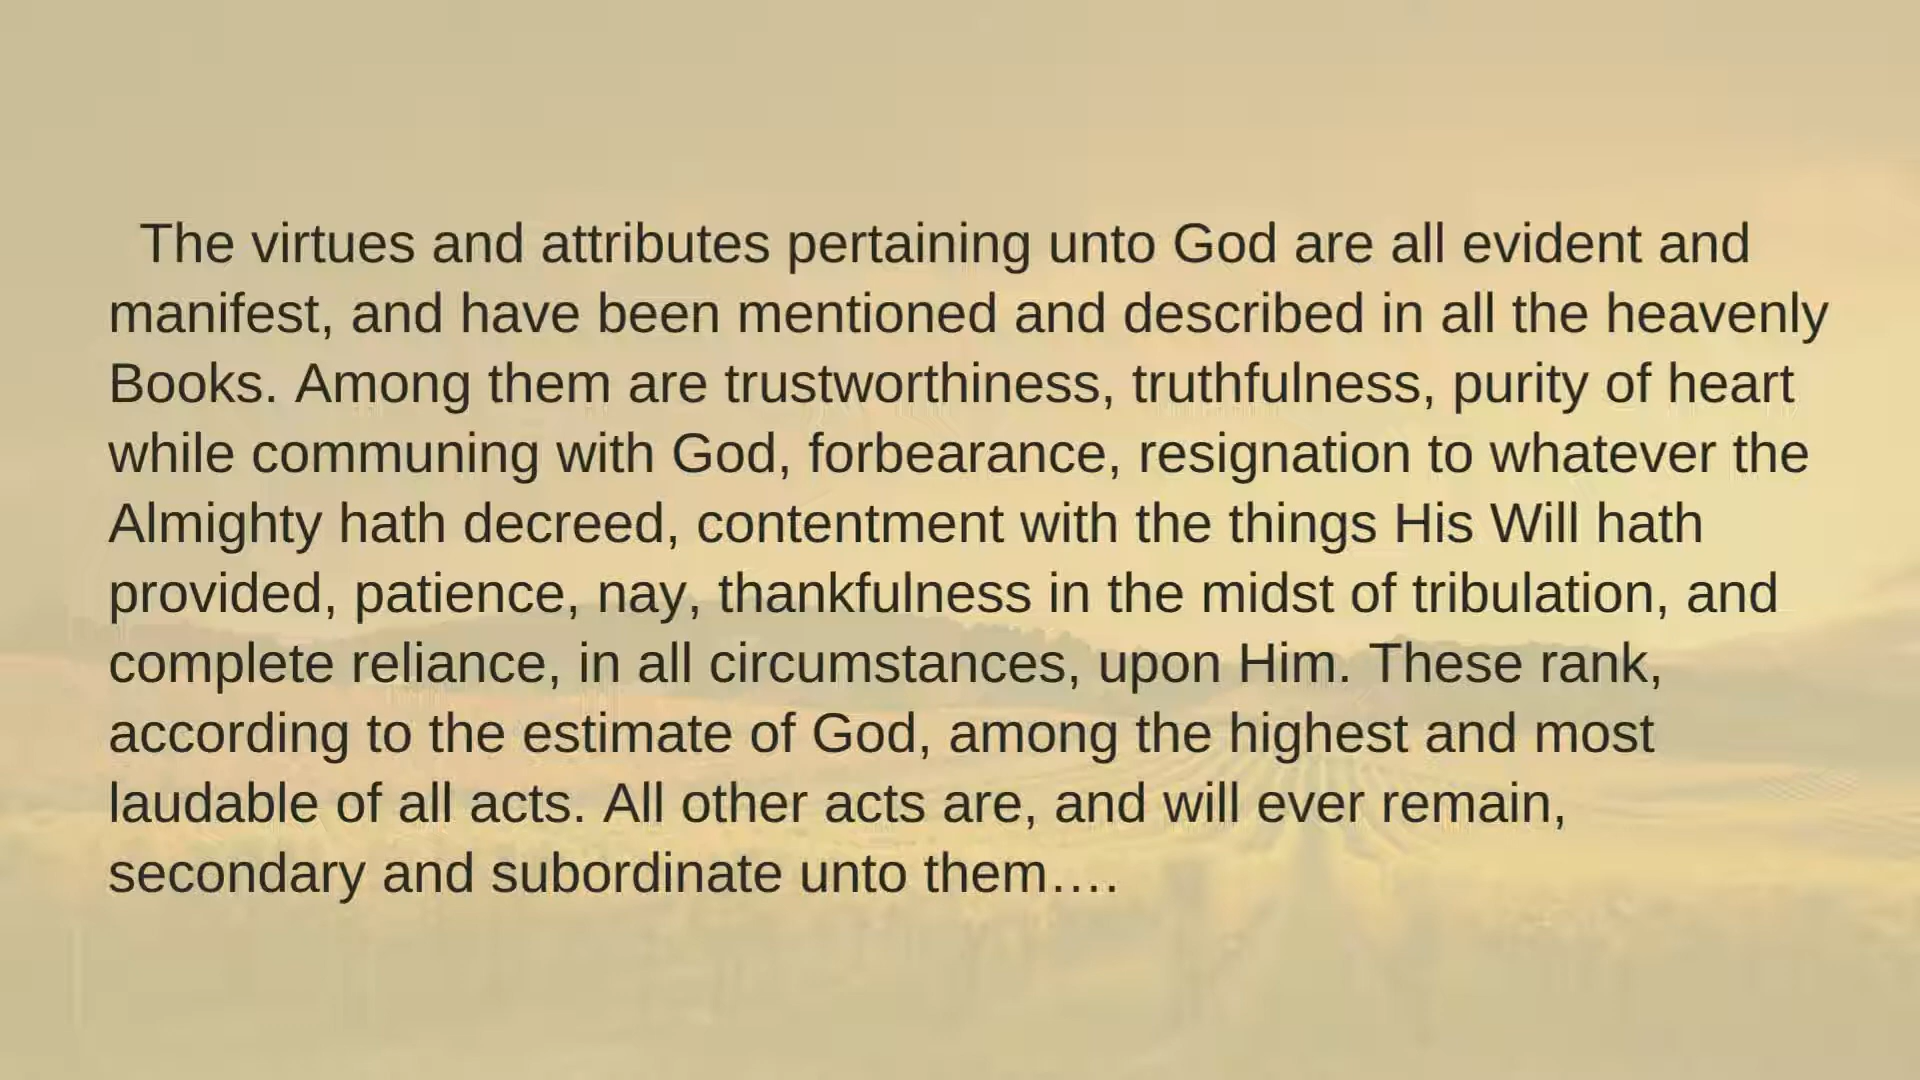 The virtues and attributes pertaining unto God are all evident and
manifest, and have been mentioned and described in all the heavenly
Books. Among them are trustworthiness, truthfulness, purity of heart
while communing with God, forbearance, resignation to whatever the
Almighty hath decreed, contentment with the things His Will hath
provided, patience, nay, thankfulness in the midst of tribulation, and
complete reliance, in all circumstances, upon Him. These rank,
according to the estimate of God, among the highest and most
laudable of all acts. All other acts are, and will ever remain,
secondary and subordinate unto them….